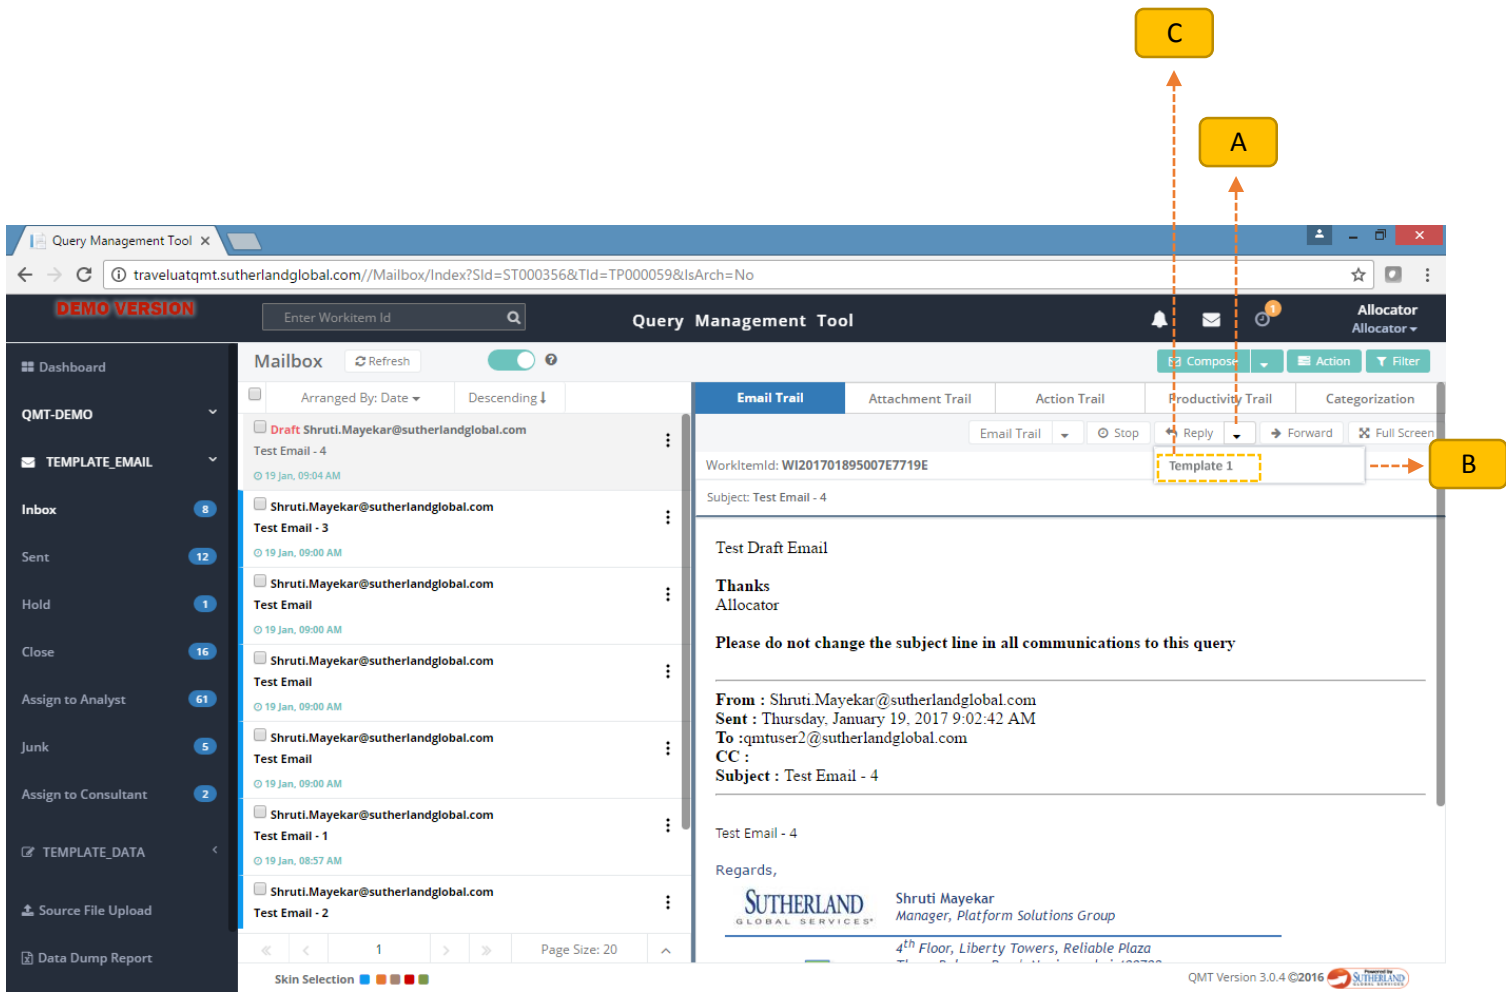 C
A
Query Management Tool
traveluatqmt.sutherlandglobal.com//Mailbox/Index?SId=ST000356&TId=TP000059&IsArch=No
DEMO VERSION
Enter Workitem Id
Query Management Tool
1
Allocator
Allocator
Dashboard
QMT-DEMO
TEMPLATE_EMAIL
Inbox 8
Sent 12
Hold 1
Close 16
Assign to Analyst 61
Junk 5
Assign to Consultant 2
TEMPLATE_DATA
Source File Upload
Data Dump Report
Mailbox Refresh
Compose Action Filter
Arranged By: Date Descending
Draft Shruti.Mayekar@sutherlandglobal.com
Test Email - 4
19 Jan, 09:04 AM
Shruti.Mayekar@sutherlandglobal.com
Test Email - 3
19 Jan, 09:00 AM
Shruti.Mayekar@sutherlandglobal.com
Test Email
19 Jan, 09:00 AM
Shruti.Mayekar@sutherlandglobal.com
Test Email
19 Jan, 09:00 AM
Shruti.Mayekar@sutherlandglobal.com
Test Email
19 Jan, 09:00 AM
Shruti.Mayekar@sutherlandglobal.com
Test Email - 1
19 Jan, 08:57 AM
Shruti.Mayekar@sutherlandglobal.com
Test Email - 2
1 Page Size: 20
Email Trail Attachment Trail Action Trail Productivity Trail Categorization
Email Trail Stop Reply Forward Full Screen
WorkItemId: WI201701895007E7719E
Template 1
B
Subject: Test Email - 4
Test Draft Email
Thanks
Allocator
Please do not change the subject line in all communications to this query
From : Shruti.Mayekar@sutherlandglobal.com
Sent : Thursday, January 19, 2017 9:02:42 AM
To :qmtuser2@sutherlandglobal.com
CC :
Subject : Test Email - 4
Test Email - 4
Regards,
SUTHERLAND
GLOBAL SERVICES
Shruti Mayekar
Manager, Platform Solutions Group
4th Floor, Liberty Towers, Reliable Plaza
Skin Selection
QMT Version 3.0.4 ©2016
Powered by
SUTHERLAND
GLOBAL SERVICES